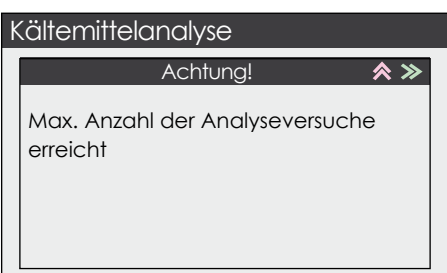 Kältemittelanalyse
Achtung!
Max. Anzahl der Analyseversuche
erreicht